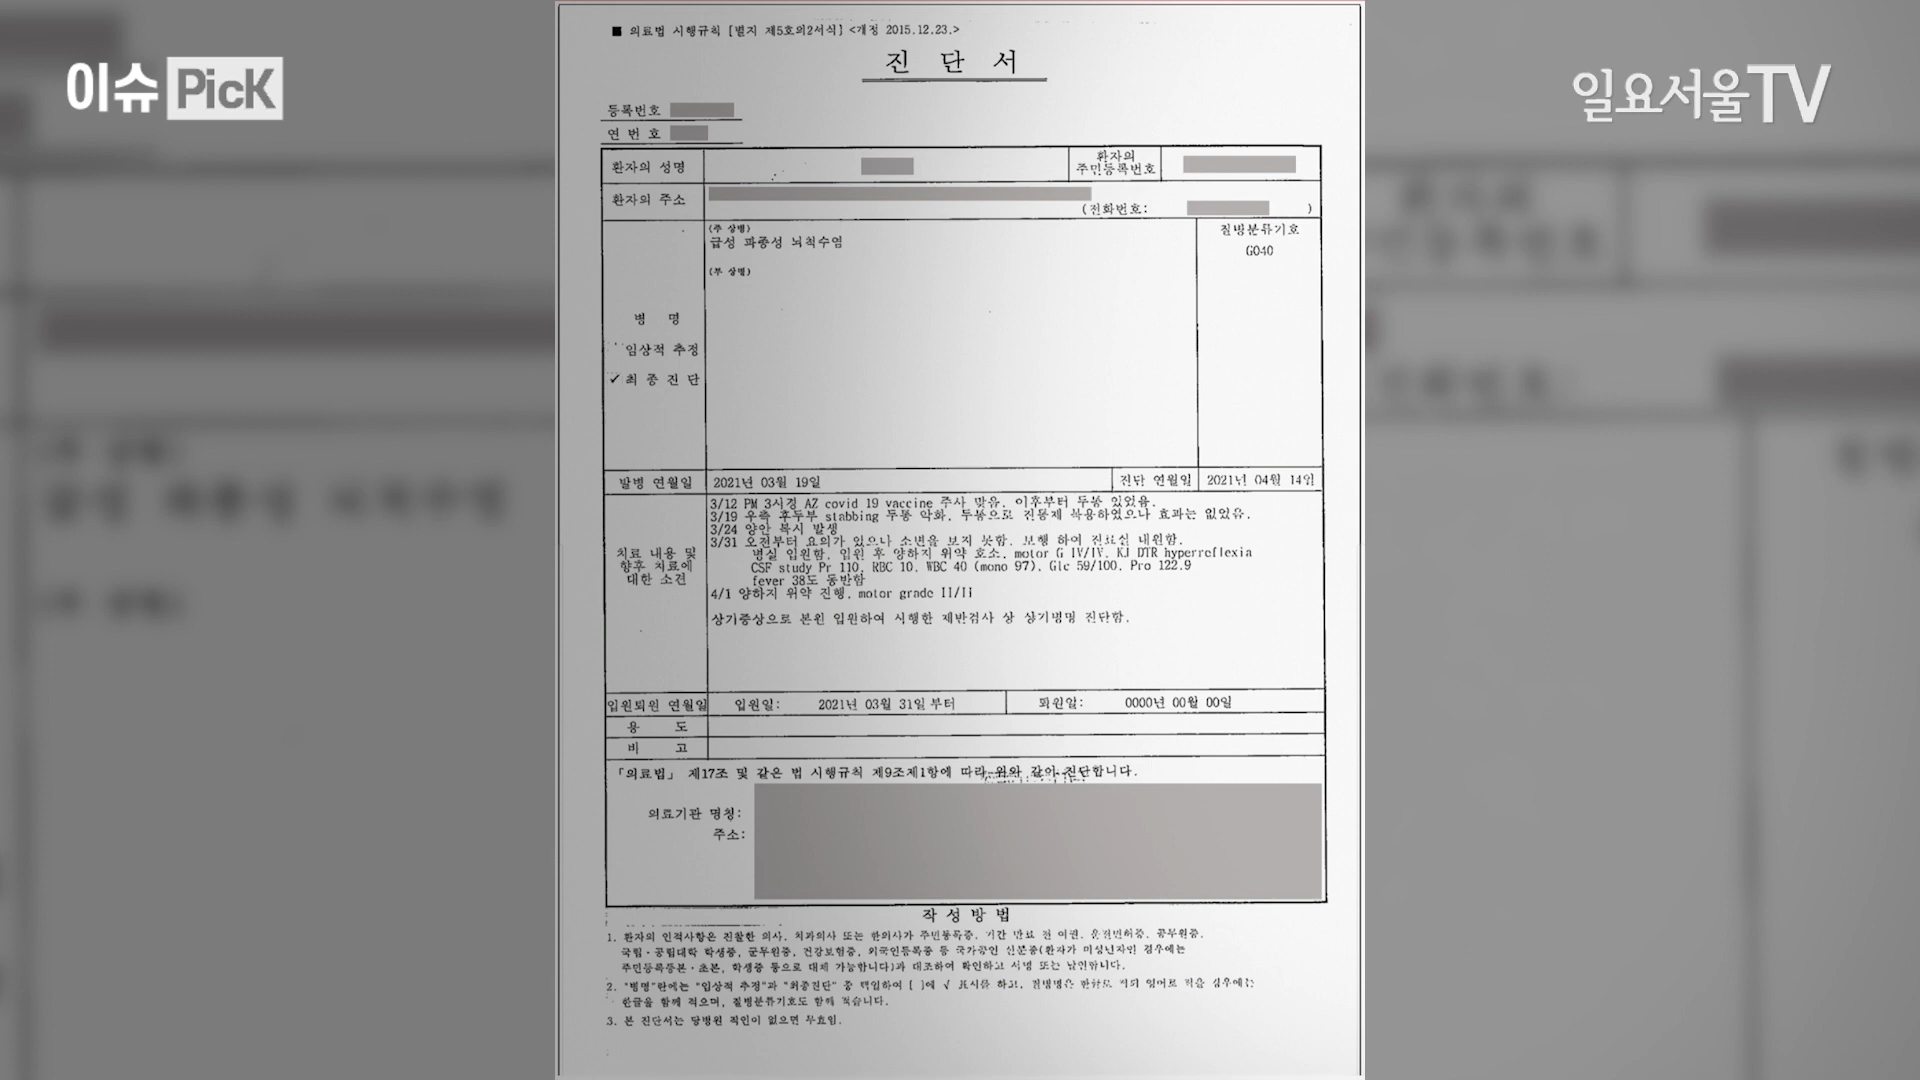 이슈 PicK
일요서울TV
■ 의료법 시행규칙 [별지 제5호의2서식] <개정 2015.12.23.>
진 단 서
등록번호
연 번 호
환자의 성명
환자의 주민등록번호
환자의 주소
(전화번호: )
병 명
임상적 추정
✓ 최 종 진 단
(주 상병)
급성 파종성 뇌척수염
(부 상병)
질병분류기호
G040
발병 연월일 2021년 03월 19일 진단 연월일 2021년 04월 14일
치료 내용 및 향후 치료에 대한 소견
3/12 PM 3시경 AZ covid 19 vaccine 주사 맞음. 이후부터 두통 있었음.
3/19 우측 후두부 stabbing 두통 악화, 두통으로 진통제 복용하였으나 효과는 없었음.
3/24 양안 복시 발생
3/31 오전부터 요의가 있으나 소변을 보지 못함. 보행 하여 진료실 내원함.
병실 입원함. 입원 후 양하지 위약 호소, motor G IV/IV. KJ DTR hyperreflexia
CSF study Pr 110, RBC 10, WBC 40 (mono 97), Glc 59/100, Pro 122.9
fever 38도 동반함
4/1 양하지 위약 진행, motor grade II/II
상기증상으로 본원 입원하여 시행한 제반검사 상 상기병명 진단함.
입원퇴원 연월일 입원일: 2021년 03월 31일부터 퇴원일: 0000년 00월 00일
용 도
비 고
「의료법」 제17조 및 같은 법 시행규칙 제9조제1항에 따라 위와 같이 진단합니다.
의료기관 명칭:
주소:
작 성 방 법
1. 환자의 인적사항은 진찰한 의사, 치과의사 또는 한의사가 주민등록증, 기간 만료 전 여권, 운전면허증, 공무원증,
국립·공립대학 학생증, 군무원증, 건강보험증, 외국인등록증 등 국가공인 신분증(환자가 미성년자인 경우에는
주민등록등본·초본, 학생증 등으로 대체 가능합니다)과 대조하여 확인하고 서명 또는 날인합니다.
2. "병명"란에는 "임상적 추정"과 "최종진단" 중 택일하여 [ ]에 √ 표시를 하고, 질병명은 한글로 적되 영어로 적을 경우에는
한글을 함께 적으며, 질병분류기호도 함께 적습니다.
3. 본 진단서는 당병원 직인이 없으면 무효임.